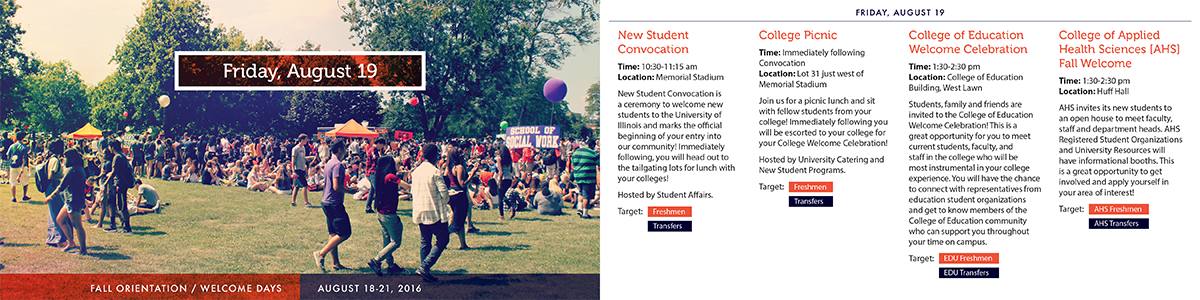 Friday, August 19
SCHOOL OF
SOCIAL WORK
FALL ORIENTATION / WELCOME DAYS
AUGUST 18-21, 2016
FRIDAY, AUGUST 19
New Student
Convocation
Time: 10:30-11:15 am
Location: Memorial Stadium
New Student Convocation is
a ceremony to welcome new
students to the University of
Illinois and marks the official
beginning of your entry into
our community! Immediately
following, you will head out to
the tailgating lots for lunch with
your colleges!
Hosted by Student Affairs.
Target: Freshmen
Transfers
College Picnic
Time: Immediately following
Convocation
Location: Lot 31 just west of
Memorial Stadium
Join us for a picnic lunch and sit
with fellow students from your
college! Immediately following you
will be escorted to your college for
your College Welcome Celebration!
Hosted by University Catering and
New Student Programs.
Target: Freshmen
Transfers
College of Education
Welcome Celebration
Time: 1:30-2:30 pm
Location: College of Education
Building, West Lawn
Students, family and friends are
invited to the College of Education
Welcome Celebration! This is a
great opportunity for you to meet
current students, faculty, and
staff in the college who will be
most instrumental in your college
experience. You will have the chance
to connect with representatives from
education student organizations
and get to know members of the
College of Education community
who can support you throughout
your time on campus.
Target: EDU Freshmen
EDU Transfers
College of Applied
Health Sciences [AHS]
Fall Welcome
Time: 1:30-2:30 pm
Location: Huff Hall
AHS invites its new students to
an open house to meet faculty,
staff and department heads. AHS
Registered Student Organizations
and University Resources will
have informational booths. This
is a great opportunity to get
involved and apply yourself in
your area of interest!
Target: AHS Freshmen
AHS Transfers